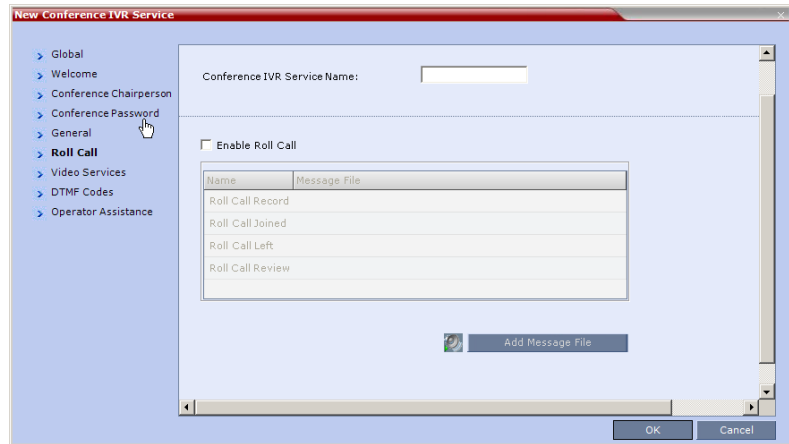 New Conference IVR Service
Global
Welcome
Conference Chairperson
Conference Password
General
Roll Call
Video Services
DTMF Codes
Operator Assistance
Conference IVR Service Name:
Enable Roll Call
Name Message File
Roll Call Record
Roll Call Joined
Roll Call Left
Roll Call Review
Add Message File
OK Cancel